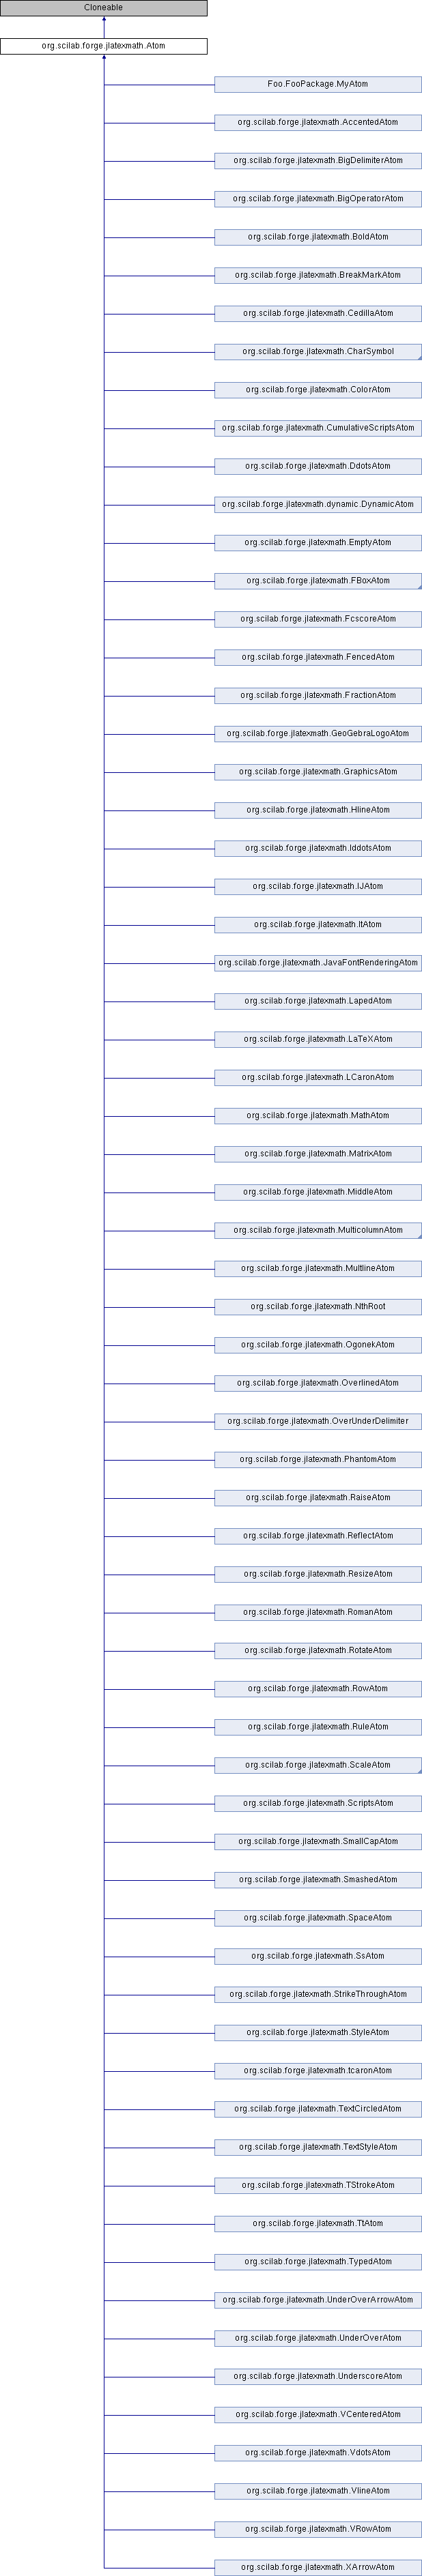 Cloneable
org.scilab.forge.jlatexmath.Atom
Foo.FooPackage.MyAtom
org.scilab.forge.jlatexmath.AccentedAtom
org.scilab.forge.jlatexmath.BigDelimiterAtom
org.scilab.forge.jlatexmath.BigOperatorAtom
org.scilab.forge.jlatexmath.BoldAtom
org.scilab.forge.jlatexmath.BreakMarkAtom
org.scilab.forge.jlatexmath.CedillaAtom
org.scilab.forge.jlatexmath.CharSymbol
org.scilab.forge.jlatexmath.ColorAtom
org.scilab.forge.jlatexmath.CumulativeScriptsAtom
org.scilab.forge.jlatexmath.DdotsAtom
org.scilab.forge.jlatexmath.dynamic.DynamicAtom
org.scilab.forge.jlatexmath.EmptyAtom
org.scilab.forge.jlatexmath.FBoxAtom
org.scilab.forge.jlatexmath.FcscoreAtom
org.scilab.forge.jlatexmath.FencedAtom
org.scilab.forge.jlatexmath.FractionAtom
org.scilab.forge.jlatexmath.GeoGebraLogoAtom
org.scilab.forge.jlatexmath.GraphicsAtom
org.scilab.forge.jlatexmath.HlineAtom
org.scilab.forge.jlatexmath.IddotsAtom
org.scilab.forge.jlatexmath.IJAtom
org.scilab.forge.jlatexmath.ItAtom
org.scilab.forge.jlatexmath.JavaFontRenderingAtom
org.scilab.forge.jlatexmath.LapedAtom
org.scilab.forge.jlatexmath.LaTeXAtom
org.scilab.forge.jlatexmath.LCaronAtom
org.scilab.forge.jlatexmath.MathAtom
org.scilab.forge.jlatexmath.MatrixAtom
org.scilab.forge.jlatexmath.MiddleAtom
org.scilab.forge.jlatexmath.MulticolumnAtom
org.scilab.forge.jlatexmath.MultlineAtom
org.scilab.forge.jlatexmath.NthRoot
org.scilab.forge.jlatexmath.OgonekAtom
org.scilab.forge.jlatexmath.OverlinedAtom
org.scilab.forge.jlatexmath.OverUnderDelimiter
org.scilab.forge.jlatexmath.PhantomAtom
org.scilab.forge.jlatexmath.RaiseAtom
org.scilab.forge.jlatexmath.ReflectAtom
org.scilab.forge.jlatexmath.ResizeAtom
org.scilab.forge.jlatexmath.RomanAtom
org.scilab.forge.jlatexmath.RotateAtom
org.scilab.forge.jlatexmath.RowAtom
org.scilab.forge.jlatexmath.RuleAtom
org.scilab.forge.jlatexmath.ScaleAtom
org.scilab.forge.jlatexmath.ScriptsAtom
org.scilab.forge.jlatexmath.SmallCapAtom
org.scilab.forge.jlatexmath.SmashedAtom
org.scilab.forge.jlatexmath.SpaceAtom
org.scilab.forge.jlatexmath.SsAtom
org.scilab.forge.jlatexmath.StrikeThroughAtom
org.scilab.forge.jlatexmath.StyleAtom
org.scilab.forge.jlatexmath.tcaronAtom
org.scilab.forge.jlatexmath.TextCircledAtom
org.scilab.forge.jlatexmath.TextStyleAtom
org.scilab.forge.jlatexmath.TStrokeAtom
org.scilab.forge.jlatexmath.TtAtom
org.scilab.forge.jlatexmath.TypedAtom
org.scilab.forge.jlatexmath.UnderOverArrowAtom
org.scilab.forge.jlatexmath.UnderOverAtom
org.scilab.forge.jlatexmath.UnderscoreAtom
org.scilab.forge.jlatexmath.VCenteredAtom
org.scilab.forge.jlatexmath.VdotsAtom
org.scilab.forge.jlatexmath.VlineAtom
org.scilab.forge.jlatexmath.VRowAtom
org.scilab.forge.jlatexmath.XArrowAtom